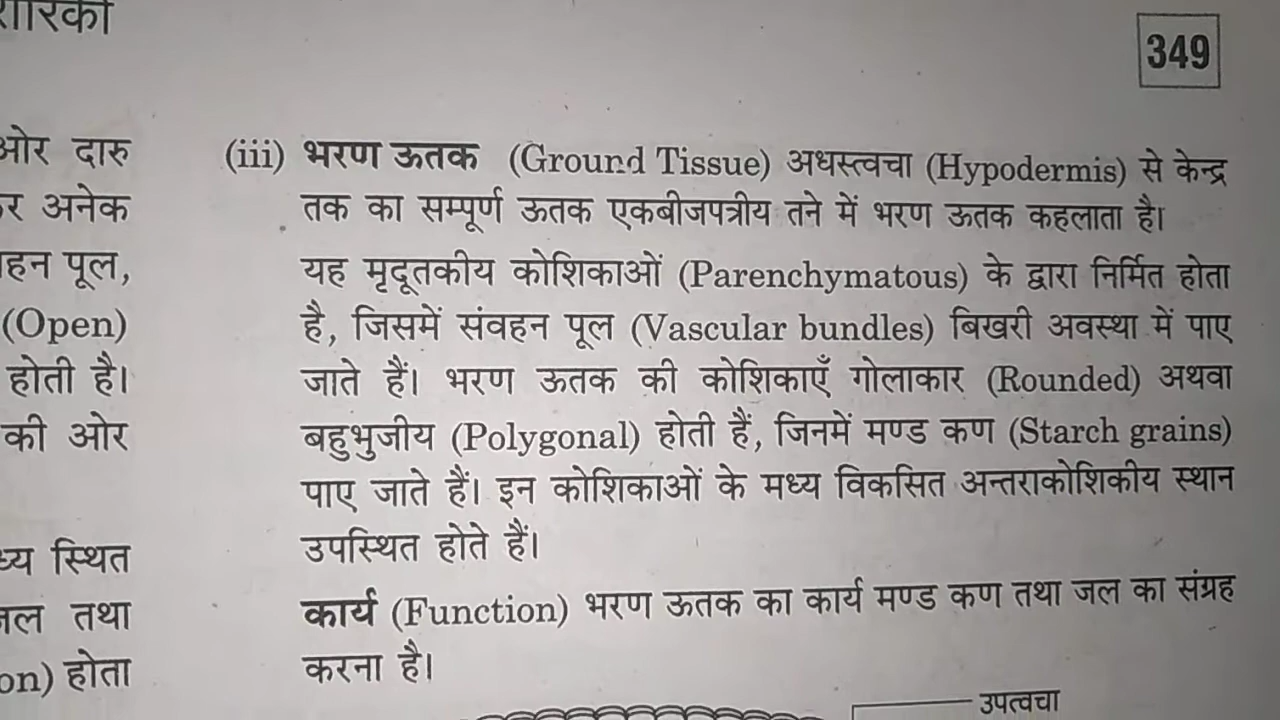 349
ओर दारु
अनेक
पूल,
(Open)
होती है।
की ओर
स्थित
तथा
होता
(iii) भरण ऊतक (Ground Tissue) अधस्त्वचा (Hypodermis) से केन्द्र
तक का सम्पूर्ण ऊतक एकबीजपत्रीय तने में भरण ऊतक कहलाता है।
यह मृदूतकीय कोशिकाओं (Parenchymatous) के द्वारा निर्मित होता
है, जिसमें संवहन पूल (Vascular bundles) बिखरी अवस्था में पाए
जाते हैं। भरण ऊतक की कोशिकाएँ गोलाकार (Rounded) अथवा
बहुभुजीय (Polygonal) होती हैं, जिनमें मण्ड कण (Starch grains)
पाए जाते हैं। इन कोशिकाओं के मध्य विकसित अन्तराकोशिकीय स्थान
उपस्थित होते हैं।
कार्य (Function) भरण ऊतक का कार्य मण्ड कण तथा जल का संग्रह
करना है।
उपत्वचा